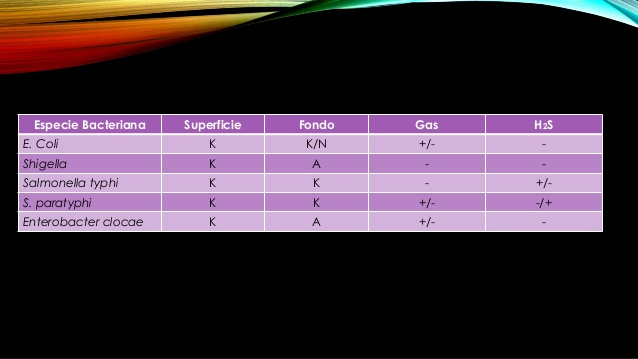 Especie Bacteriana Superficie Fondo Gas H₂S
E. Coli K K/N +/- -
Shigella K A - -
Salmonella typhi K K - +/-
S. paratyphi K K +/- -/+
Enterobacter clocae K A +/- -